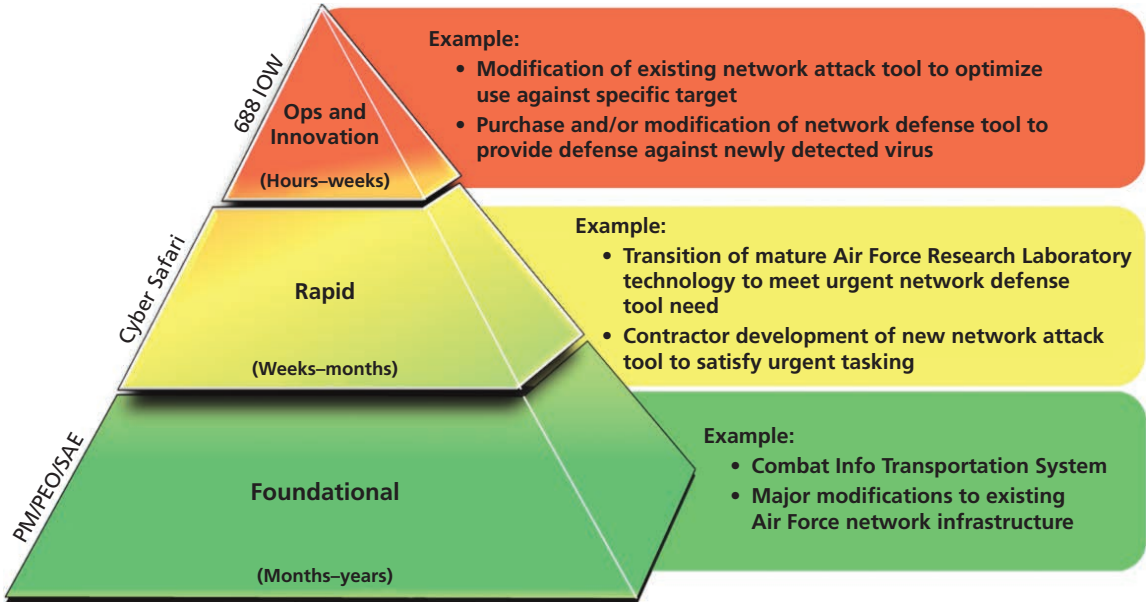 688 IOW
Ops and
Innovation
(Hours–weeks)
Example:
• Modification of existing network attack tool to optimize
use against specific target
• Purchase and/or modification of network defense tool to
provide defense against newly detected virus
Cyber Safari
Rapid
(Weeks–months)
Example:
• Transition of mature Air Force Research Laboratory
technology to meet urgent network defense
tool need
• Contractor development of new network attack
tool to satisfy urgent tasking
PM/PEO/SAE
Foundational
(Months–years)
Example:
• Combat Info Transportation System
• Major modifications to existing
Air Force network infrastructure